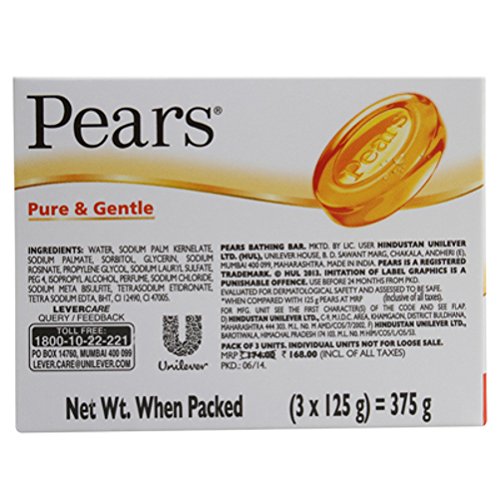 Pears®
Pears
Pure & Gentle
INGREDIENTS: WATER, SODIUM PALM KERNELATE,
SODIUM PALMATE, SORBITOL, GLYCERIN, SODIUM
ROSINATE, PROPYLENE GLYCOL, SODIUM LAURYL SULFATE,
PEG 4, ISOPROPYL ALCOHOL, PERFUME, SODIUM CHLORIDE,
SODIUM META BISULFITE, TETRASODIUM ETIDRONATE,
TETRA SODIUM EDTA, BHT, CI 12490, CI 47005.
LEVERCARE
QUERY / FEEDBACK
TOLL FREE:
1800-10-22-221
PO BOX 14760, MUMBAI 400 099
LEVER.CARE@UNILEVER.COM
Unilever
PEARS BATHING BAR. MKTD. BY LIC. USER HINDUSTAN UNILEVER
LTD. (HUL), UNILEVER HOUSE, B. D. SAWANT MARG, CHAKALA, ANDHERI (E),
MUMBAI 400 099, MAHARASHTRA, MADE IN INDIA. PEARS IS A REGISTERED
TRADEMARK. © HUL 2013. IMITATION OF LABEL GRAPHICS IS A
PUNISHABLE OFFENCE. USE BEFORE 24 MONTHS FROM PKD.
EVALUATED FOR DERMATOLOGICAL SAFETY AND ASSESSED TO BE SAFE.
*WHEN COMPARED WITH 125 g PEARS AT MRP (Inclusive of all taxes).
FOR MFG. UNIT SEE THE FIRST CHARACTER(S) OF THE CODE AND SEE FLAP.
D: HINDUSTAN UNILEVER LTD., C-9, M.I.D.C. AREA, KHAMGAON, DISTRICT BULDHANA,
MAHARASHTRA 444 303. M.L. NO M AMD/COS/7/2002. F) HINDUSTAN UNILEVER LTD.,
BAROTIWALA, HIMACHAL PRADESH 174 103. M.L. NO
PACK OF 3 UNITS. INDIVIDUAL UNITS NOT FOR LOOSE SALE.
MRP ₹ 174.00 ₹ 168.00 (INCL. OF ALL TAXES)
PKD.: 06/14.
Net Wt. When Packed (3 x 125 g) = 375 g